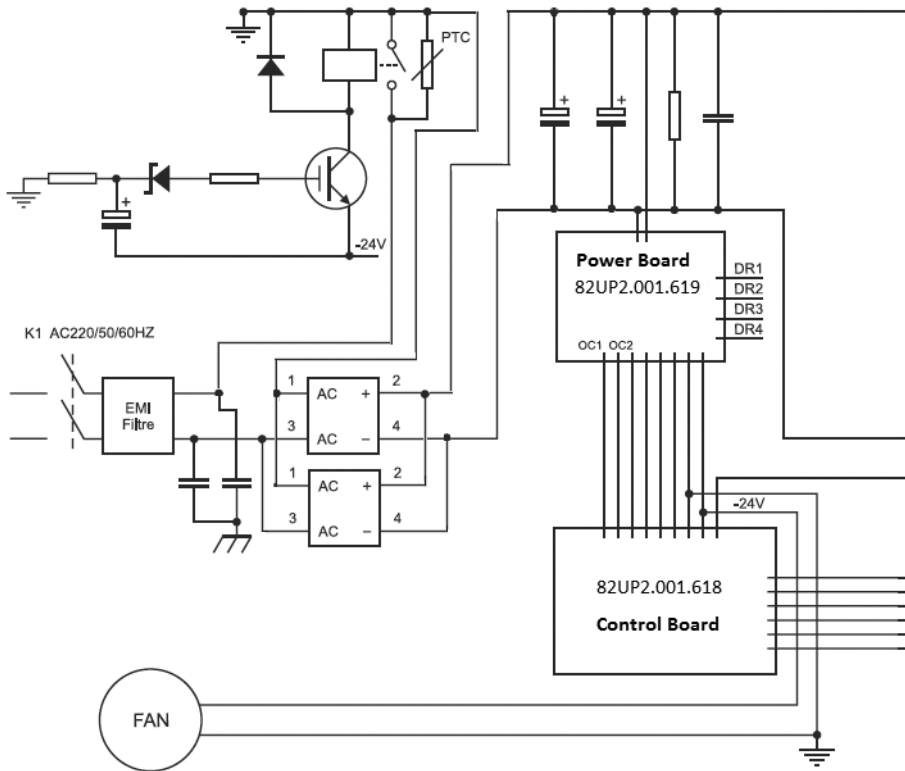 PTC
+
+
+
-24V
Power Board
82UP2.001.619
DR1
DR2
DR3
DR4
OC1 OC2
K1 AC220/50/60HZ
EMI
Filtre
1 AC + 2
3 AC – 4
1 AC + 2
3 AC – 4
-24V
82UP2.001.618
Control Board
FAN